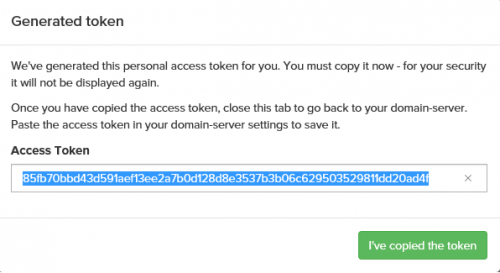 Generated token
We've generated this personal access token for you. You must copy it now - for your security
it will not be displayed again.
Once you have copied the access token, close this tab to go back to your domain-server.
Paste the access token in your domain-server settings to save it.
Access Token
85fb70bbd43d591aef13ee2a7b0d128d8e3537b3b06c629503529811dd20ad4f
I've copied the token